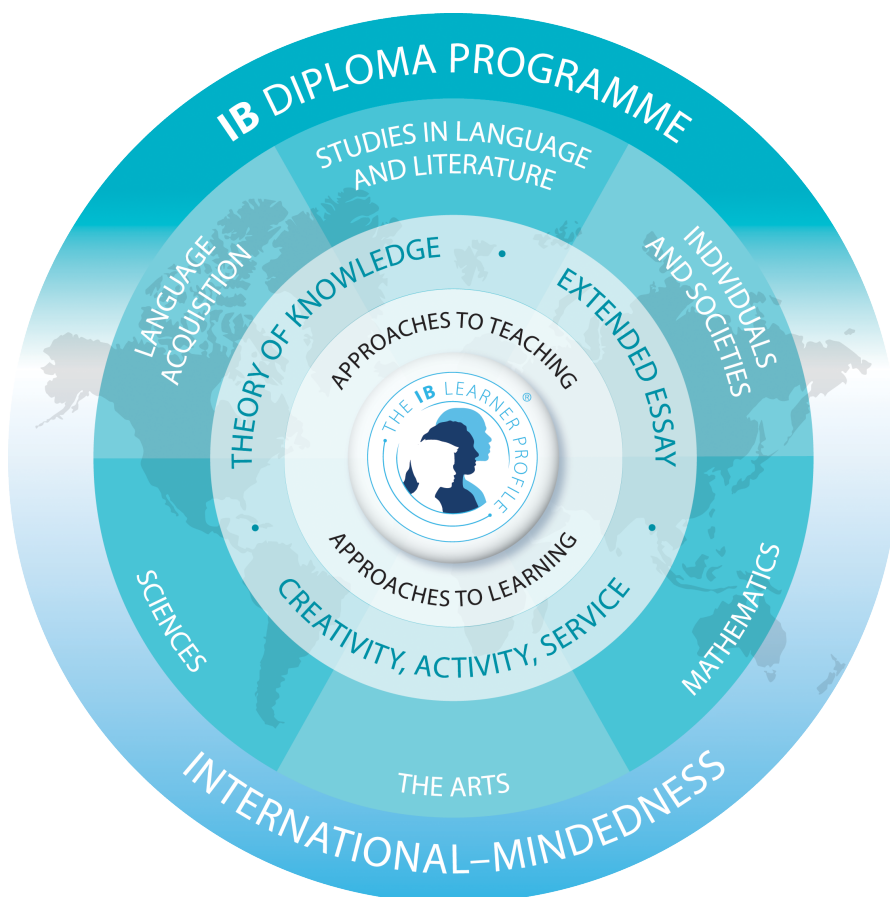 IB DIPLOMA PROGRAMME
STUDIES IN LANGUAGE
AND LITERATURE
LANGUAGE
ACQUISITION
INDIVIDUALS
AND SOCIETIES
THEORY OF KNOWLEDGE
•
EXTENDED ESSAY
APPROACHES TO TEACHING
THE IB LEARNER PROFILE
®
APPROACHES TO LEARNING
•
CREATIVITY, ACTIVITY, SERVICE
•
SCIENCES
MATHEMATICS
THE ARTS
INTERNATIONAL–MINDEDNESS